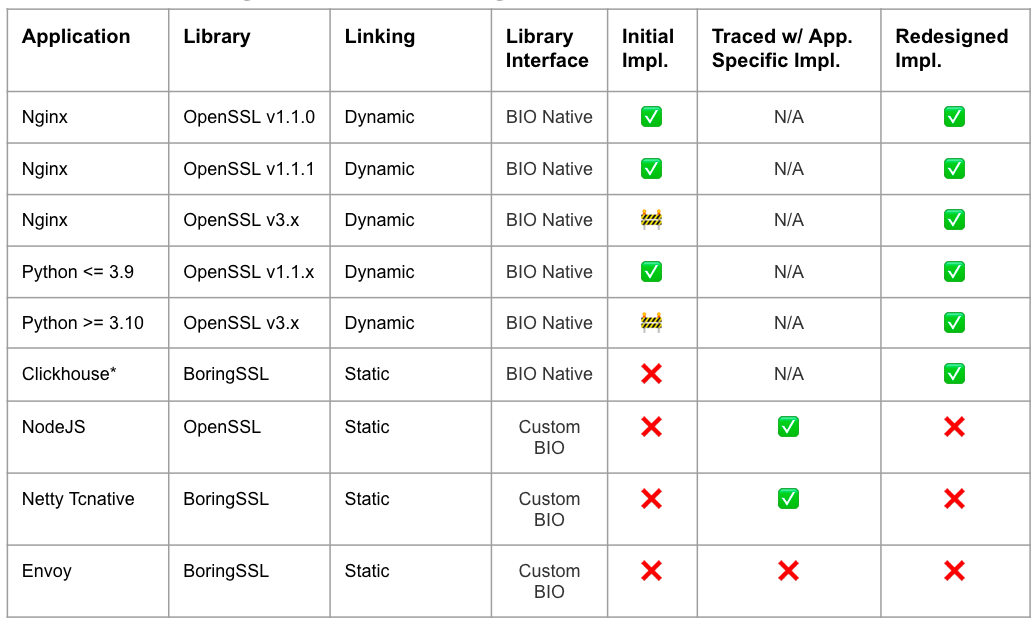 Application Library Linking Library Interface Initial Impl. Traced w/ App. Specific Impl. Redesigned Impl.
Nginx OpenSSL v1.1.0 Dynamic BIO Native ✅ N/A ✅
Nginx OpenSSL v1.1.1 Dynamic BIO Native ✅ N/A ✅
Nginx OpenSSL v3.x Dynamic BIO Native 🚧 N/A ✅
Python <= 3.9 OpenSSL v1.1.x Dynamic BIO Native ✅ N/A ✅
Python >= 3.10 OpenSSL v3.x Dynamic BIO Native 🚧 N/A ✅
Clickhouse* BoringSSL Static BIO Native ❌ N/A ✅
NodeJS OpenSSL Static Custom BIO ❌ ✅ ❌
Netty Tcnative BoringSSL Static Custom BIO ❌ ✅ ❌
Envoy BoringSSL Static Custom BIO ❌ ❌ ❌